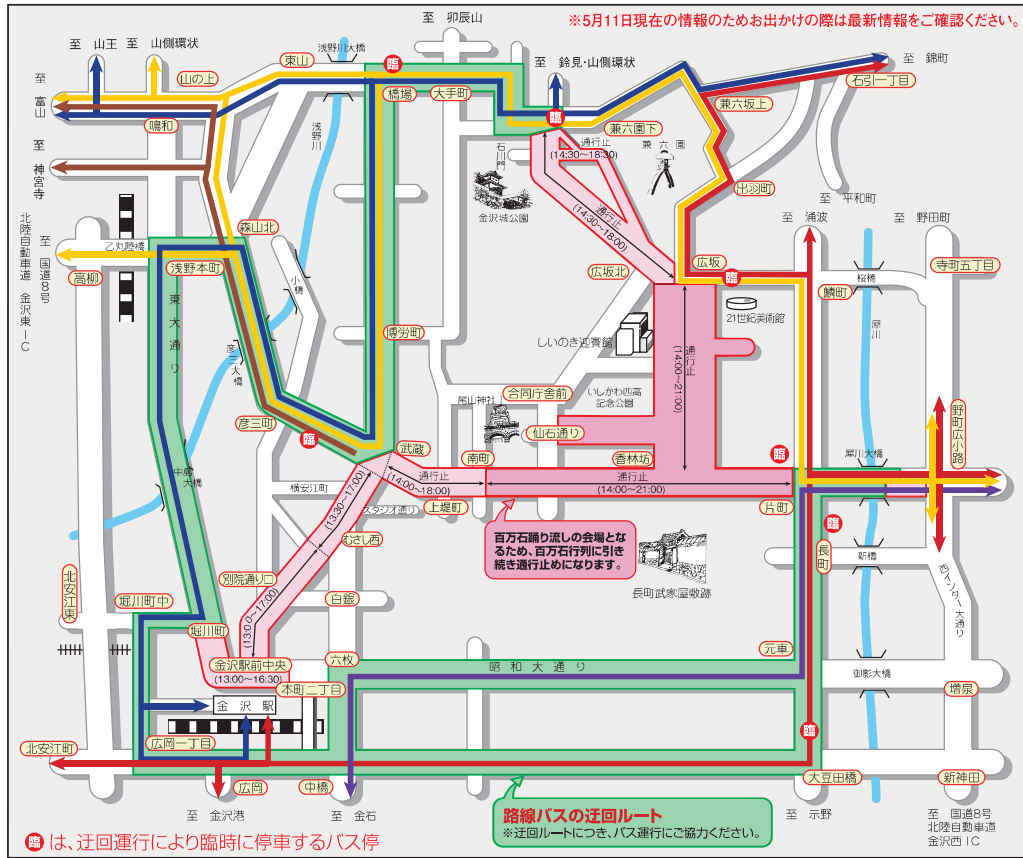 ※5月11日現在の情報のためお出かけの際は最新情報をご確認ください。
至 卯辰山
至 山王
至 山側環状
東山
浅野川大橋
臨
至 鈴見・山側環状
至 錦町
至
富山
山の上
橋場
大手町
石引一丁目
兼六坂上
鳴和
浅野川
臨
兼六園下
至
神宮寺
石川門
通行止
(14:30〜18:30)
兼六園
金沢城公園
出羽町
至 平和町
通行止
(14:30〜18:00)
至 涌波
至 野田町
北陸自動車道 金沢東IC
至 国道8号
乙丸陸橋
森山北
高柳
浅野本町
広坂北
広坂
臨
寺町五丁目
桜橋
鱗町
小橋
東大通り
21世紀美術館
犀川
博労町
しいのき迎賓館
通行止
(14:00〜21:00)
彦三大橋
合同庁舎前
いしかわ四高
記念公園
尾山神社
彦三町
臨
仙石通り
武蔵
南町
香林坊
臨
犀川大橋
野町広小路
中島大橋
通行止
(14:00〜18:00)
通行止
(14:00〜21:00)
横安江町
(13:30〜17:00)
上堤町
スタジオ通り
片町
臨
むさし西
百万石踊り流しの会場とな
るため、百万石行列に引き
続き通行止めになります。
長町
新橋
別院通り口
(13:00〜17:00)
長町武家屋敷跡
西インター大通り
北安江東
堀川町中
白銀
堀川町
元車
金沢駅前中央
(13:00〜16:30)
六枚
昭和大通り
御影大橋
本町二丁目
増泉
金沢駅
臨
北安江町
広岡一丁目
広岡
中橋
大豆田橋
新神田
至 金沢港
至 金石
路線バスの迂回ルート
※迂回ルートにつき、バス運行にご協力ください。
至 示野
至 国道8号
北陸自動車道
金沢西IC
臨 は、迂回運行により臨時に停車するバス停